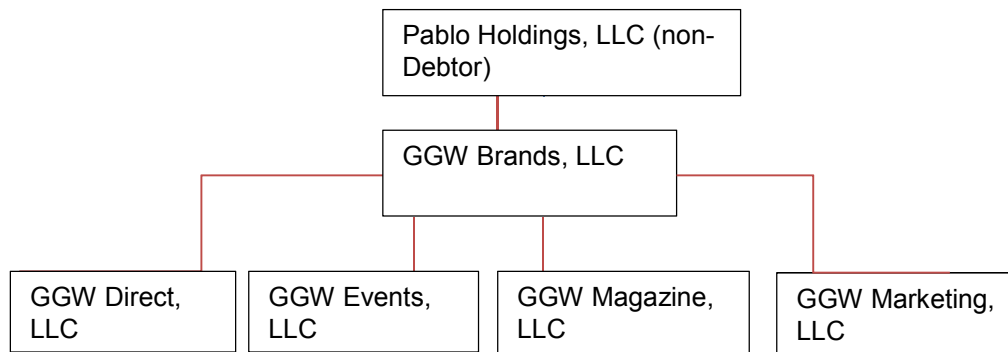 Pablo Holdings, LLC (non-
Debtor)
GGW Brands, LLC
GGW Direct,
LLC
GGW Events,
LLC
GGW Magazine,
LLC
GGW Marketing,
LLC